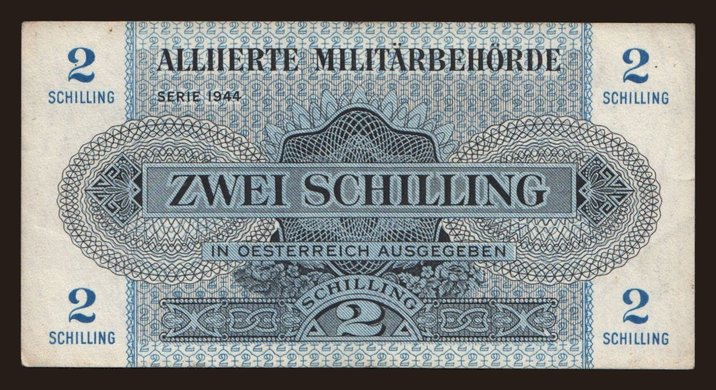 2
SCHILLING
ALLIIERTE MILITÄRBEHÖRDE
2
SCHILLING
SERIE 1944
ZWEI SCHILLING
IN OESTERREICH AUSGEGEBEN
SCHILLING
2
2
SCHILLING
2
SCHILLING